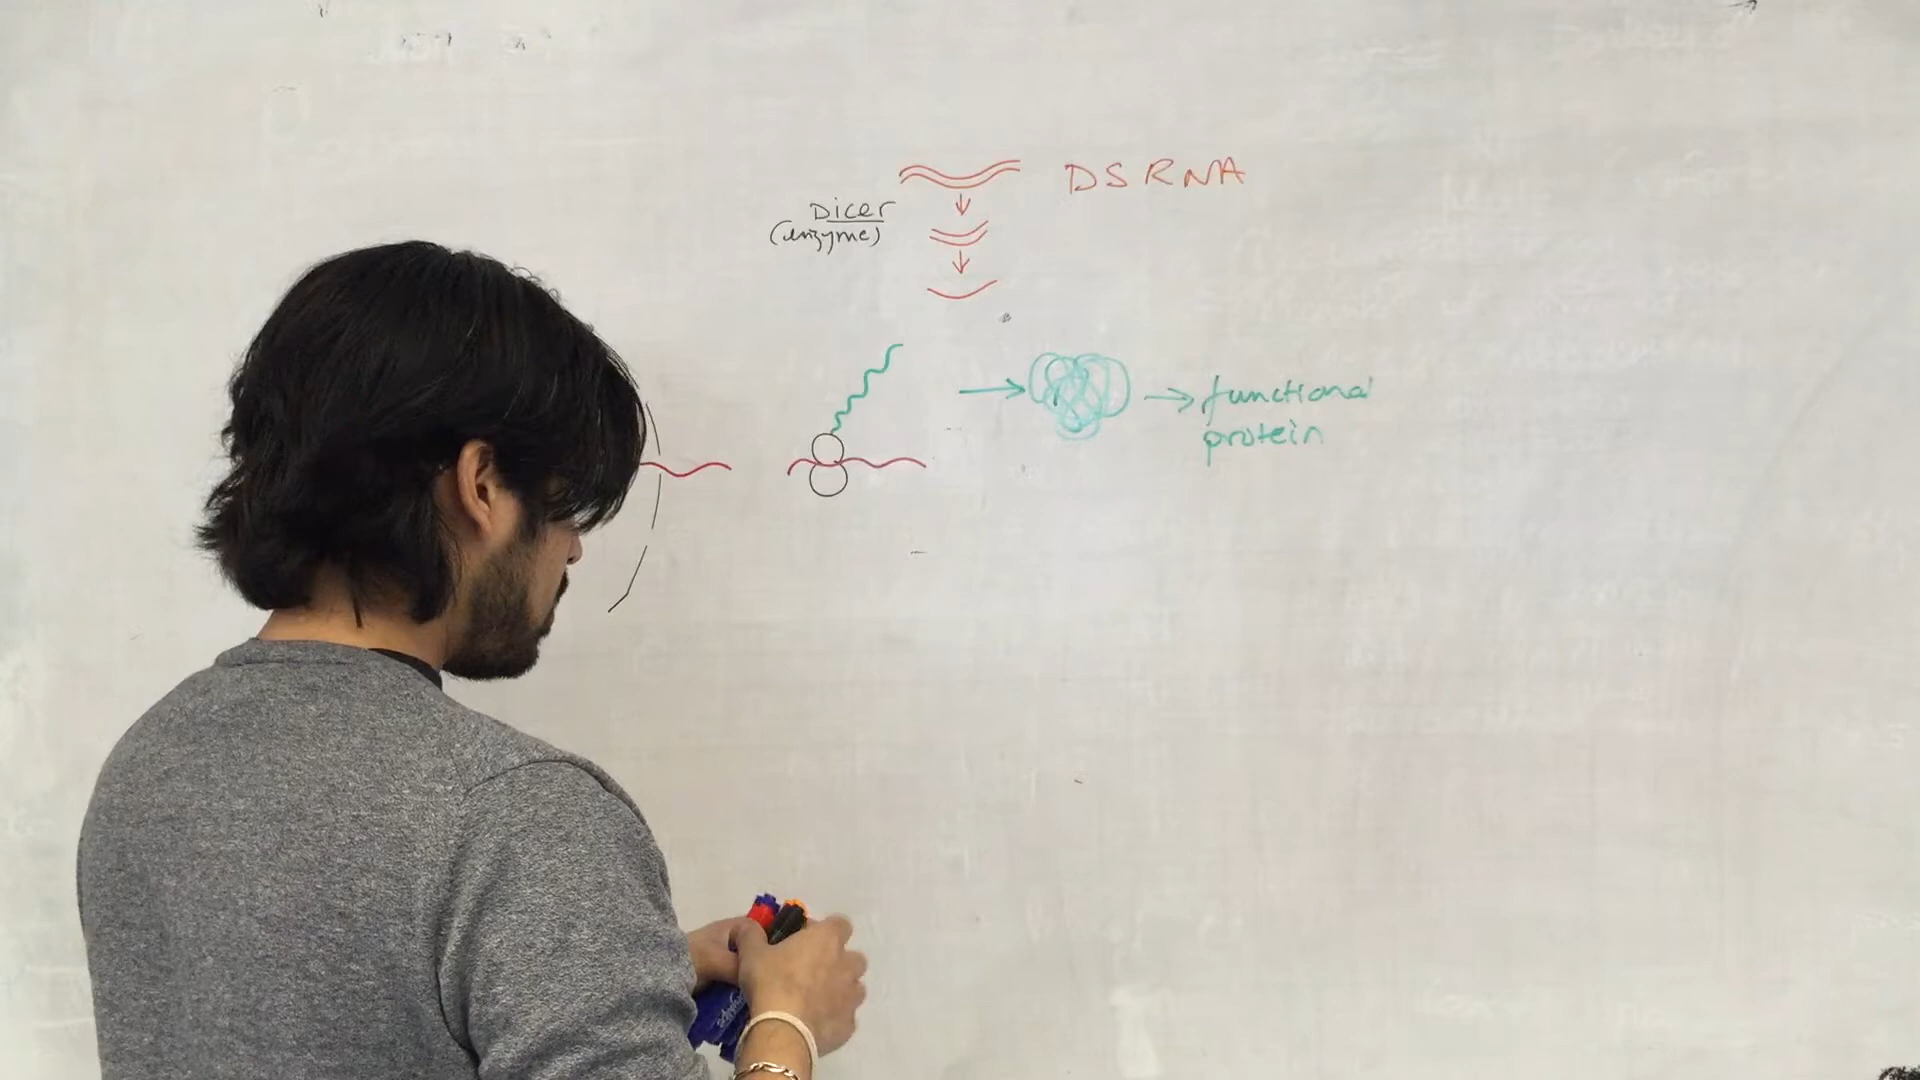 DSRNA
Dicer
(enzyme)
functional
protein